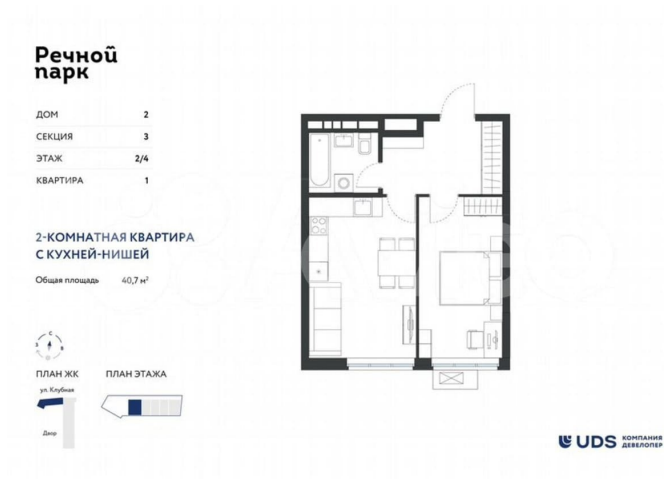 Речной
парк
ДОМ 2
СЕКЦИЯ 3
ЭТАЖ 2/4
КВАРТИРА 1
2-КОМНАТНАЯ КВАРТИРА
С КУХНЕЙ-НИШЕЙ
Общая площадь 40,7 м²
С
З В
ПЛАН ЖК ПЛАН ЭТАЖА
ул. Клубная
Двор
UDS КОМПАНИЯ
ДЕВЕЛОПЕР